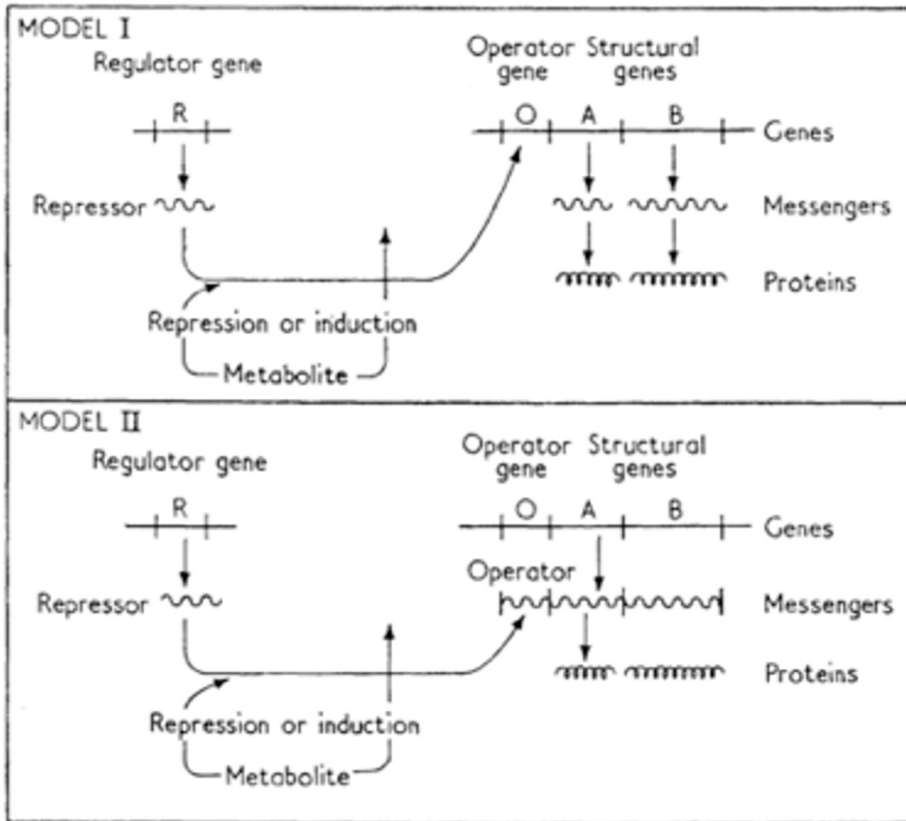 MODEL I
Regulator gene
Operator Structural
gene genes
R
O A B
Genes
Repressor
Messengers
Proteins
Repression or induction
Metabolite
MODEL II
Regulator gene
Operator Structural
gene genes
R
O A B
Genes
Operator
Repressor
Messengers
Proteins
Repression or induction
Metabolite